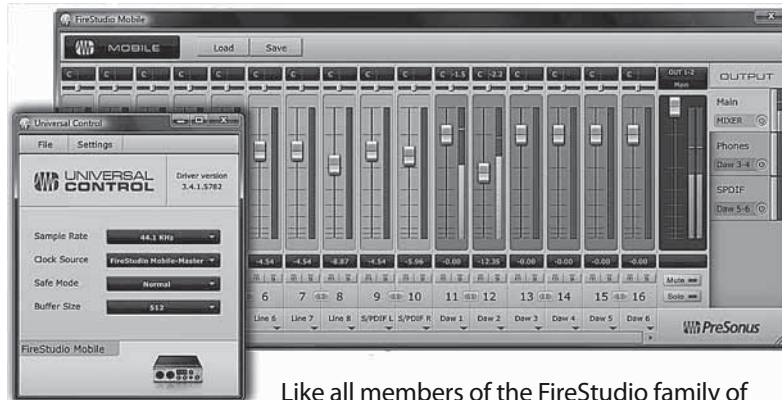 FireStudio Mobile
MOBILE
Load Save
C C C C C C C C C -1.5 C -2.2 C C C C OUT 1-2
Main
OUTPUT
Main
MIXER
Phones
Daw 3-4
SPDIF
Daw 5-6
Universal Control
File Settings
UNIVERSAL CONTROL
Driver version
3.4.1.5782
Sample Rate 44.1 KHz
Clock Source FireStudio Mobile-Master
Safe Mode Normal
Buffer Size 512
FireStudio Mobile
-4.54 -4.54 -8.87 -4.54 -5.96 -0.00 -12.35 -0.00 -0.00 -0.00 -0.00
Mute
6 7 8 9 10 11 12 13 14 15 16 Solo
Line 6 Line 7 Line 8 S/PDIF L S/PDIF R Daw 1 Daw 2 Daw 3 Daw 4 Daw 5 Daw 6
PreSonus
Like all members of the FireStudio family of